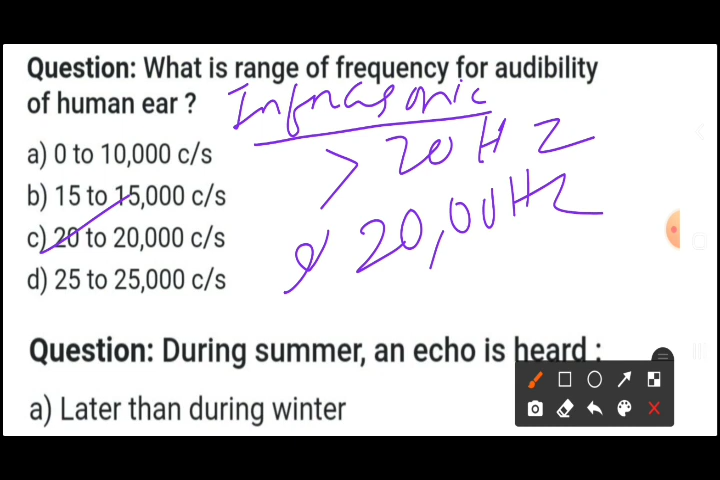 Question: What is range of frequency for audibility
of human ear ?
Infrasonic
a) 0 to 10,000 c/s
> 20 HZ
b) 15 to 15,000 c/s
c) 20 to 20,000 c/s
20,00HZ
d) 25 to 25,000 c/s
Question: During summer, an echo is heard :
a) Later than during winter